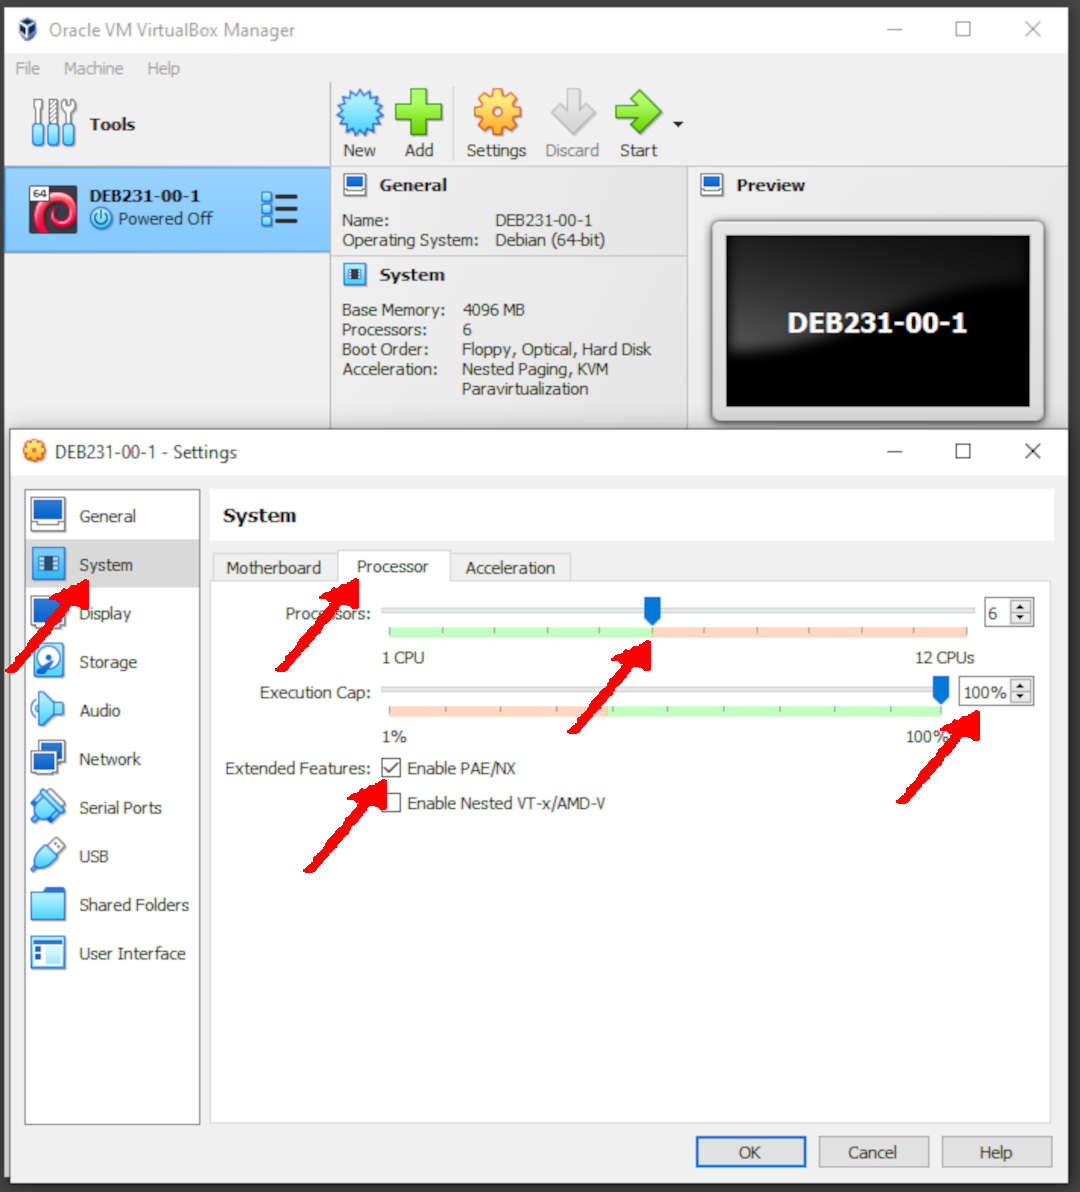 Oracle VM VirtualBox Manager
File Machine Help
Tools
New Add Settings Discard Start
64
DEB231-00-1
Powered Off
General
Name: DEB231-00-1
Operating System: Debian (64-bit)
System
Base Memory: 4096 MB
Processors: 6
Boot Order: Floppy, Optical, Hard Disk
Acceleration: Nested Paging, KVM
Paravirtualization
Preview
DEB231-00-1
DEB231-00-1 - Settings
General
System
Display
Storage
Audio
Network
Serial Ports
USB
Shared Folders
User Interface
System
Motherboard Processor Acceleration
Processors: 6
1 CPU 12 CPUs
Execution Cap: 100%
1% 100%
Extended Features: Enable PAE/NX
Enable Nested VT-x/AMD-V
OK Cancel Help